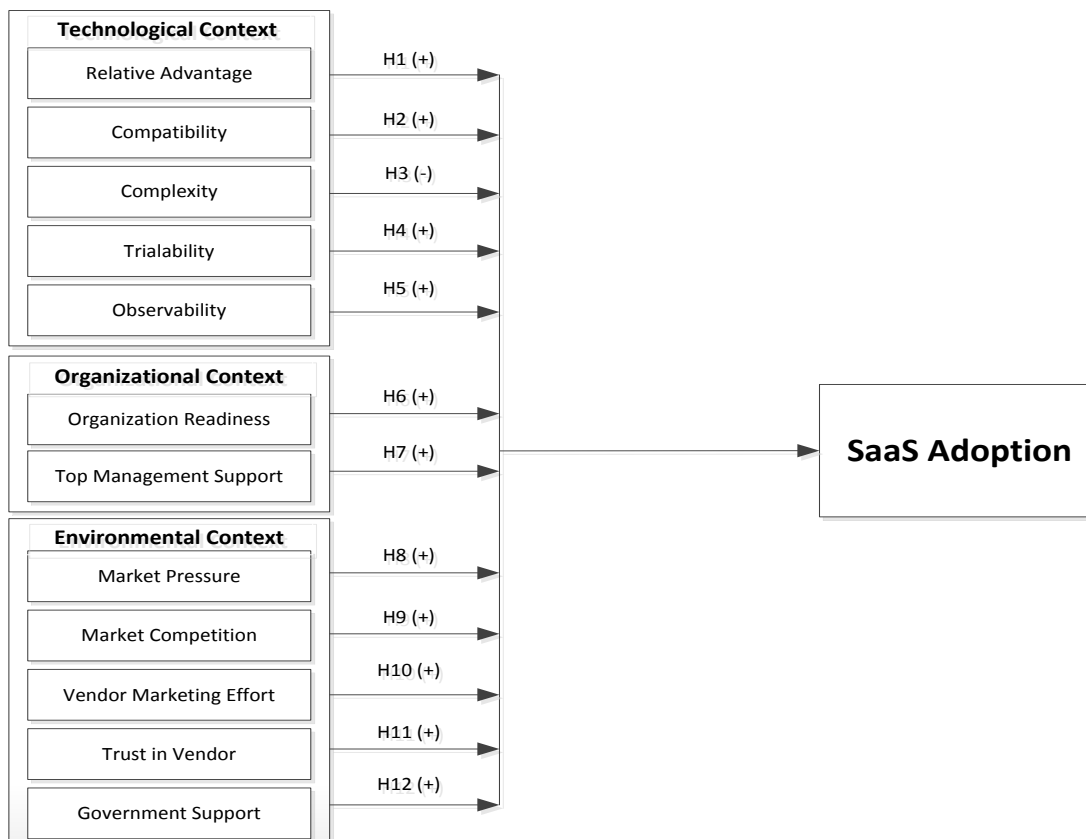 Technological Context
Relative Advantage
H1 (+)
Compatibility
H2 (+)
Complexity
H3 (-)
Trialability
H4 (+)
Observability
H5 (+)
Organizational Context
Organization Readiness
H6 (+)
Top Management Support
H7 (+)
SaaS Adoption
Environmental Context
Market Pressure
H8 (+)
Market Competition
H9 (+)
Vendor Marketing Effort
H10 (+)
Trust in Vendor
H11 (+)
Government Support
H12 (+)